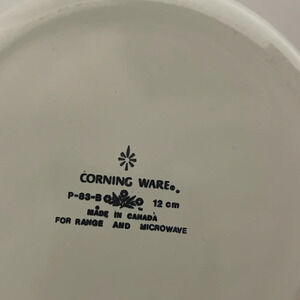 CORNING WARE®
P-83-B 12 cm
MADE IN CANADA
FOR RANGE AND MICROWAVE